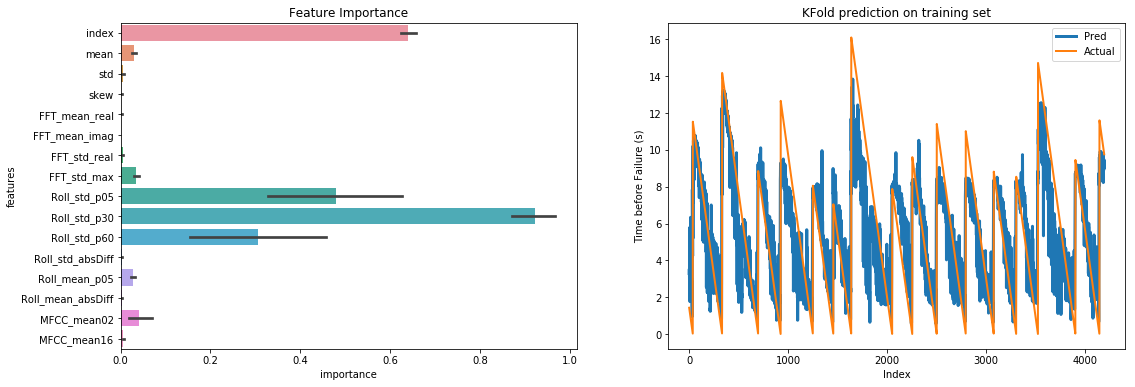 Feature Importance
features
index
mean
std
skew
FFT_mean_real
FFT_mean_imag
FFT_std_real
FFT_std_max
Roll_std_p05
Roll_std_p30
Roll_std_p60
Roll_std_absDiff
Roll_mean_p05
Roll_mean_absDiff
MFCC_mean02
MFCC_mean16
0.0 0.2 0.4 0.6 0.8 1.0
importance
KFold prediction on training set
Pred
Actual
Time before Failure (s)
16
14
12
10
8
6
4
2
0
0 1000 2000 3000 4000
Index